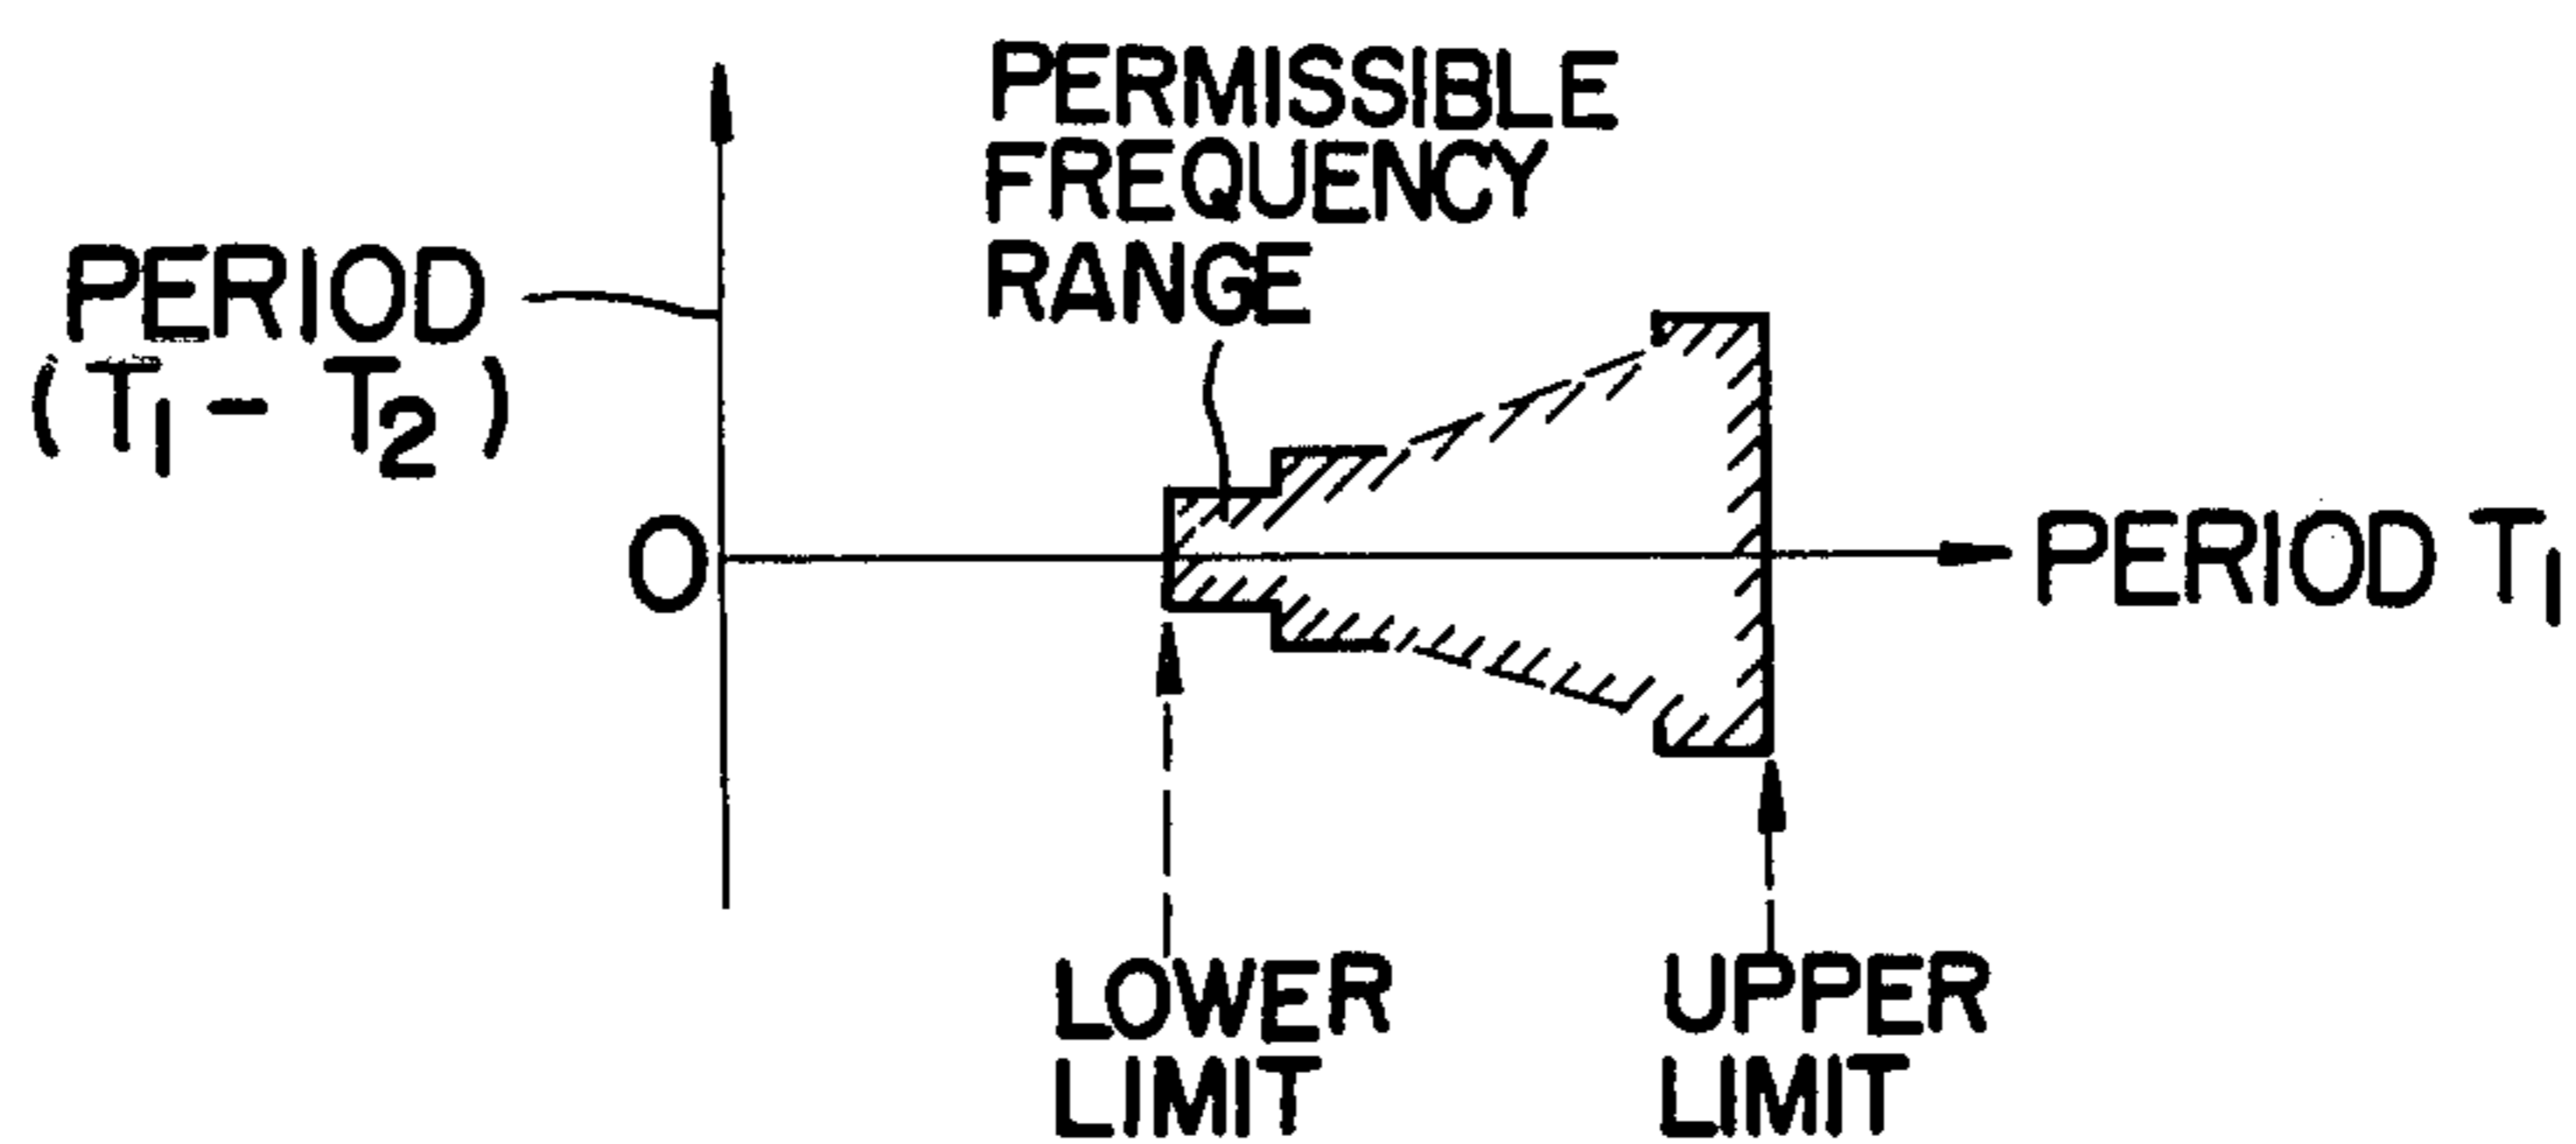 PERMISSIBLE
FREQUENCY
RANGE
PERIOD
(T₁ - T₂)
O
PERIOD T₁
LOWER
LIMIT
UPPER
LIMIT